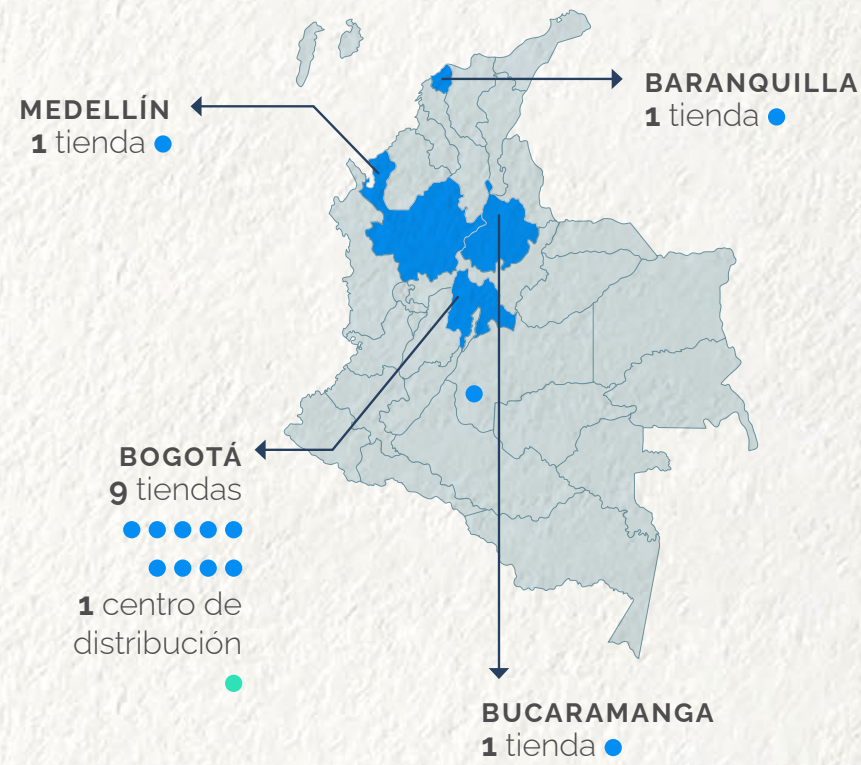 MEDELLÍN
1 tienda
BARANQUILLA
1 tienda
BOGOTÁ
9 tiendas
1 centro de
distribución
BUCARAMANGA
1 tienda